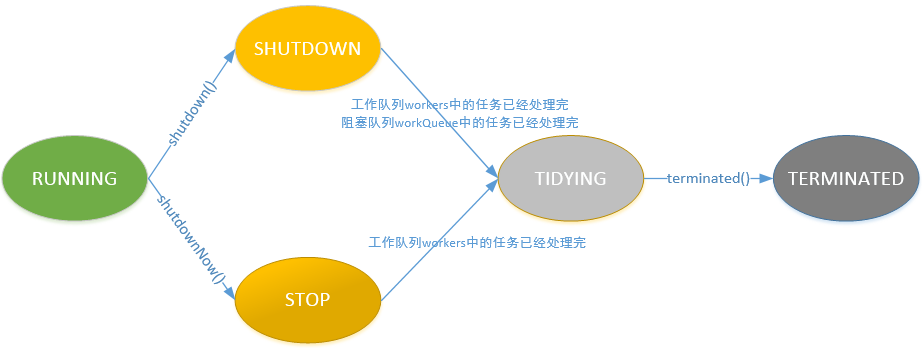 SHUTDOWN
shutdown()
工作队列workers中的任务已经处理完
阻塞队列workQueue中的任务已经处理完
RUNNING
TIDYING
terminated()
TERMINATED
shutdownNow()
工作队列workers中的任务已经处理完
STOP